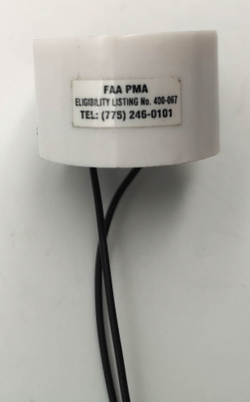 FAA PMA
ELIGIBILITY LISTING No. 400-067
TEL: (775) 246-0101